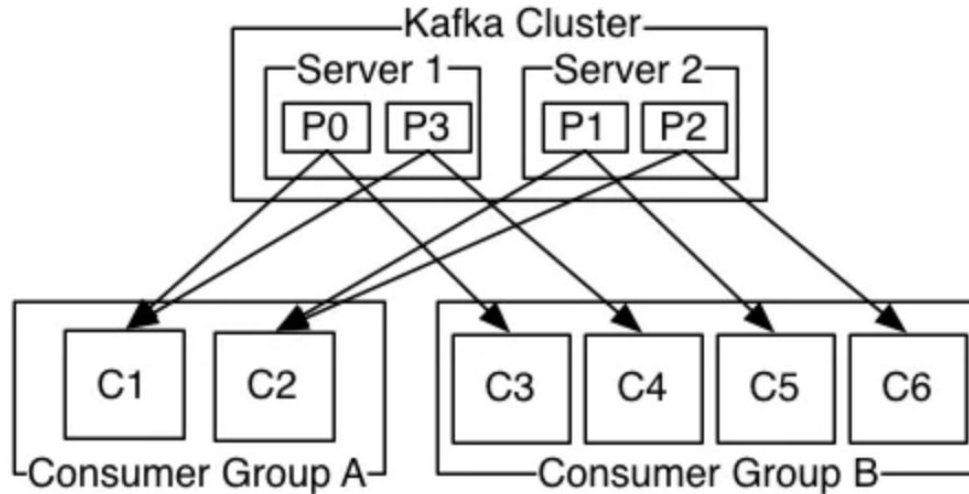 Kafka Cluster
Server 1 Server 2
P0 P3 P1 P2
C1 C2 C3 C4 C5 C6
Consumer Group A Consumer Group B